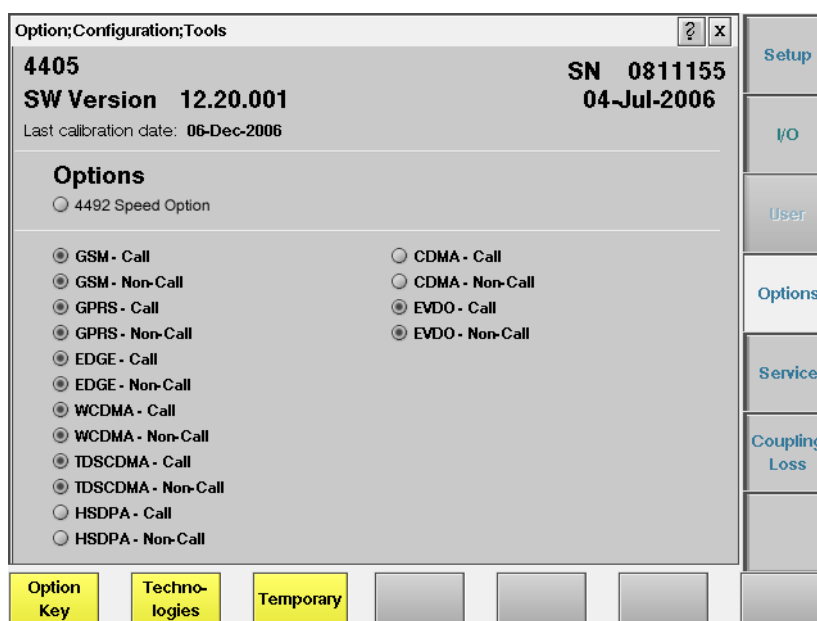 Option;Configuration;Tools
? x
4405
SN 0811155
SW Version 12.20.001
04-Jul-2006
Last calibration date: 06-Dec-2006
Options
4492 Speed Option
GSM - Call
GSM - Non-Call
GPRS - Call
GPRS - Non-Call
EDGE - Call
EDGE - Non-Call
WCDMA - Call
WCDMA - Non-Call
TDSCDMA - Call
TDSCDMA - Non-Call
HSDPA - Call
HSDPA - Non-Call
CDMA - Call
CDMA - Non-Call
EVDO - Call
EVDO - Non-Call
Setup
I/O
User
Options
Service
Coupling
Loss
Option
Key
Techno-
logies
Temporary